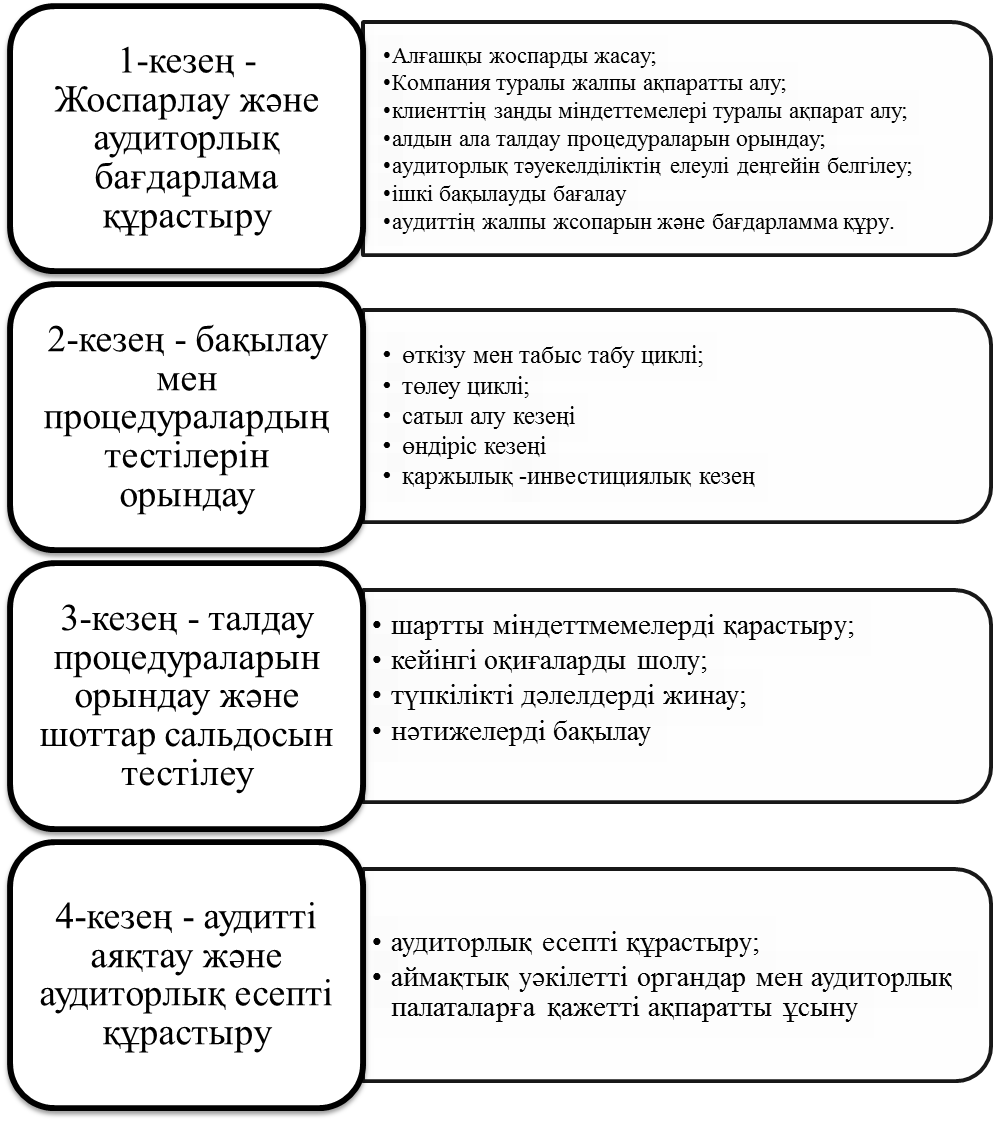 1-кезең -
Жоспарлау және
аудиторлық
бағдарлама
құрастыру
•Алғашқы жоспарды жасау;
•Компания туралы жалпы ақпаратты алу;
•клиенттің заңды міндеттемелері туралы ақпарат алу;
•алдын ала талдау процедураларын орындау;
•аудиторлық тәуекелділіктің елеулі деңгейін белгілеу;
•ішкі бақылауды бағалау
•аудиттің жалпы жсопарын және бағдарламма құру.
2-кезең - бақылау
мен
процедуралардың
тестілерін
орындау
• өткізу мен табыс табу циклі;
• төлеу циклі;
• сатыл алу кезеңі
• өндіріс кезеңі
• қаржылық -инвестициялық кезең
3-кезең - талдау
процедураларын
орындау және
шоттар сальдосын
тестілеу
• шартты міндеттмемелерді қарастыру;
• кейінгі оқиғаларды шолу;
• түпкілікті дәлелдерді жинау;
• нәтижелерді бақылау
4-кезең - аудитті
аяқтау және
аудиторлық есепті
құрастыру
• аудиторлық есепті құрастыру;
• аймақтық уәкілетті органдар мен аудиторлық
палаталарға қажетті ақпаратты ұсыну